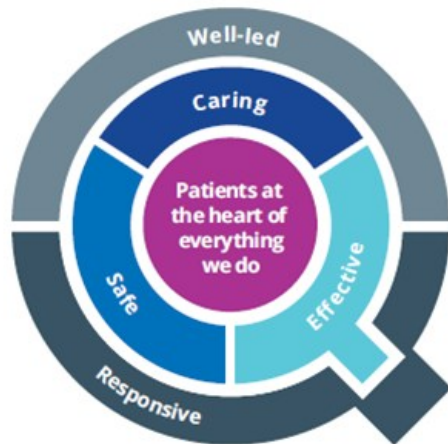 Well-led
Caring
Patients at
the heart of
everything
we do
Safe
Effective
Responsive